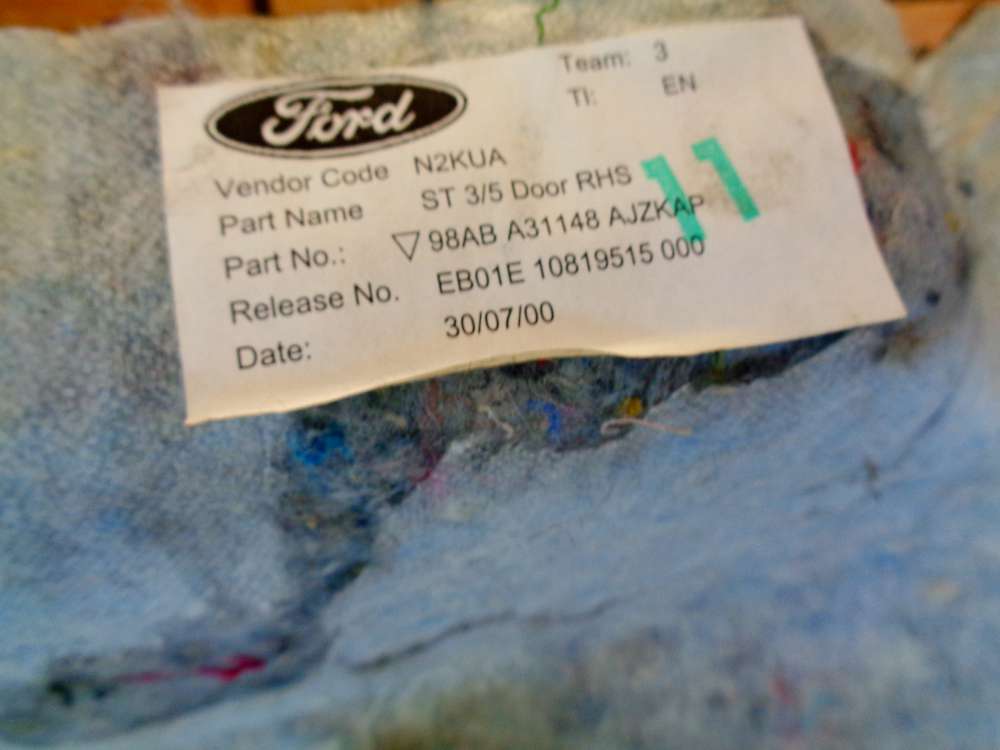 Ford
Team: 3
TI: EN
Vendor Code N2KUA
Part Name ST 3/5 Door RHS
Part No.: ▽ 98AB A31148 AJZKAP
Release No. EB01E 10819515 000
Date: 30/07/00
11